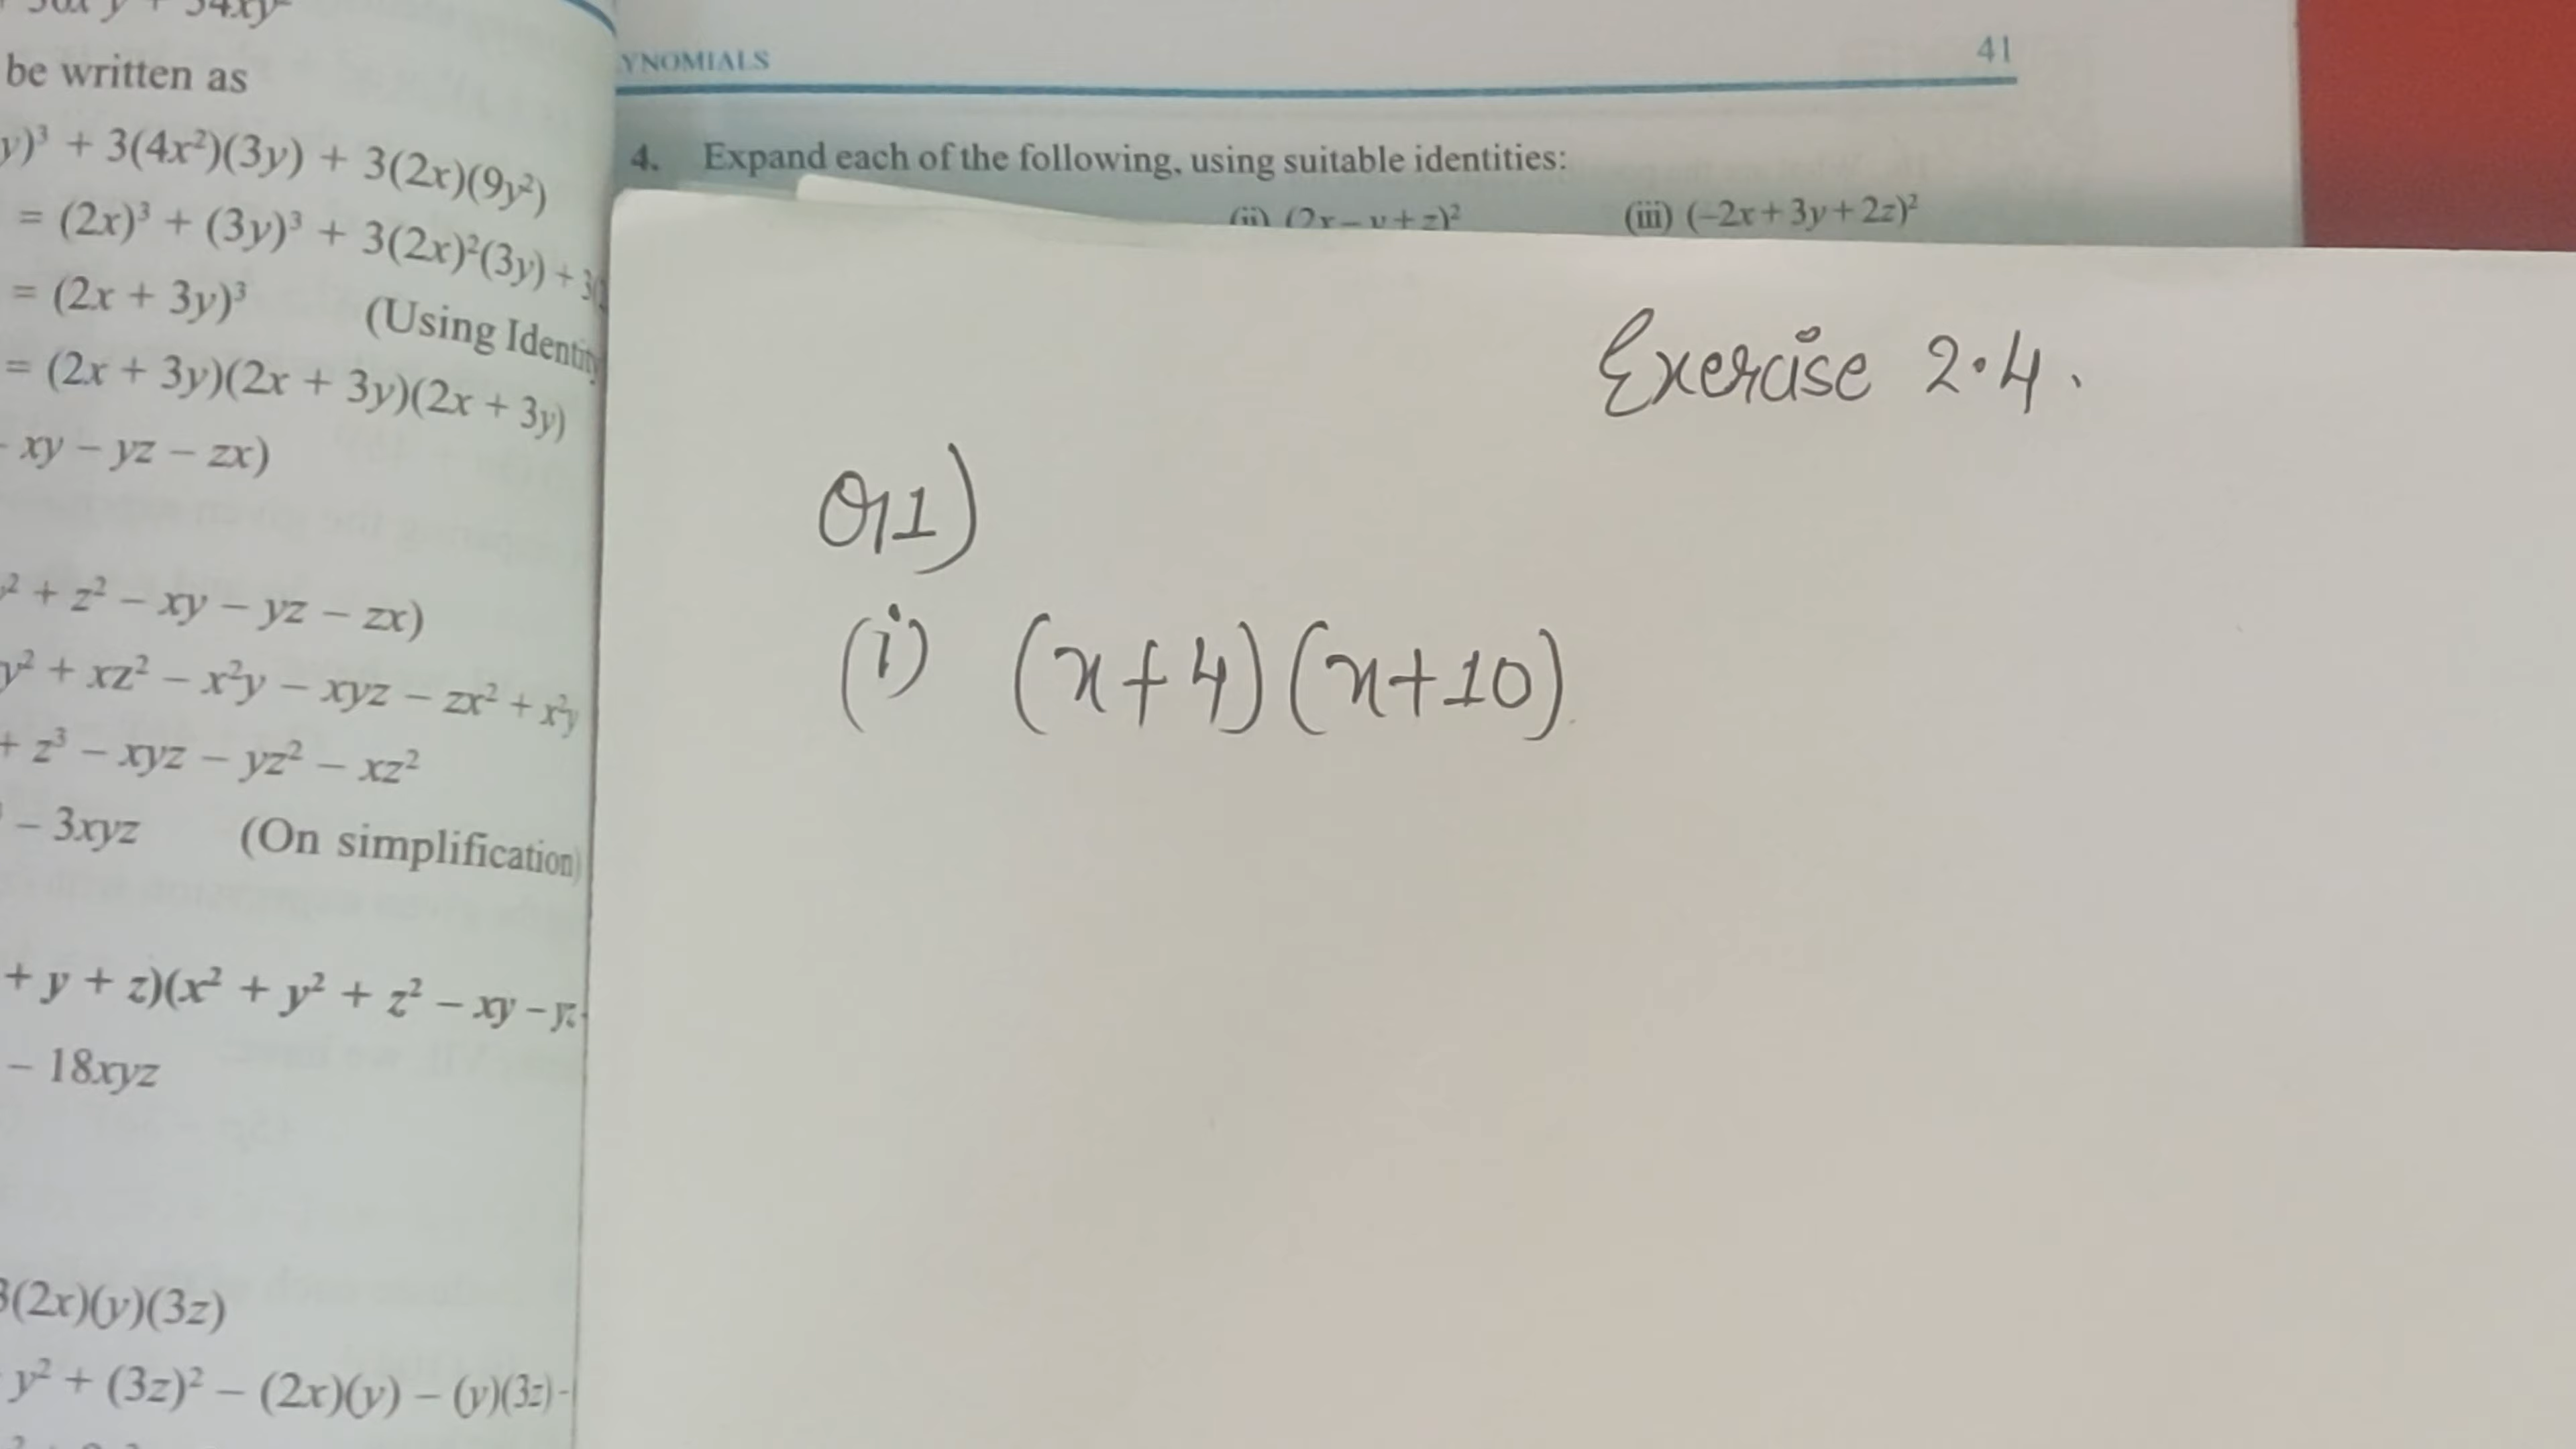 be written as
y)³ + 3(4x²)(3y) + 3(2x)(9y²)
= (2x)³ + (3y)³ + 3(2x)²(3y) +
= (2x + 3y)³ (Using Identity
= (2x + 3y)(2x + 3y)(2x + 3y)
xy – yz – zx)
² + z² – xy – yz – zx)
y² + xz² – x²y – xyz – zx² + x²y
+ z³ – xyz – yz² – xz²
– 3xyz (On simplification)
+ y + z)(x² + y² + z² – xy –
– 18xyz
3(2x)(y)(3z)
y² + (3z)² – (2x)(y) – (y)(3z) -
YNOMIALS 41
4. Expand each of the following, using suitable identities:
(ii) (2x – y + z)² (iii) (–2x + 3y + 2z)²
Exercise 2.4.
Q1)
(i) (x+4)(x+10)